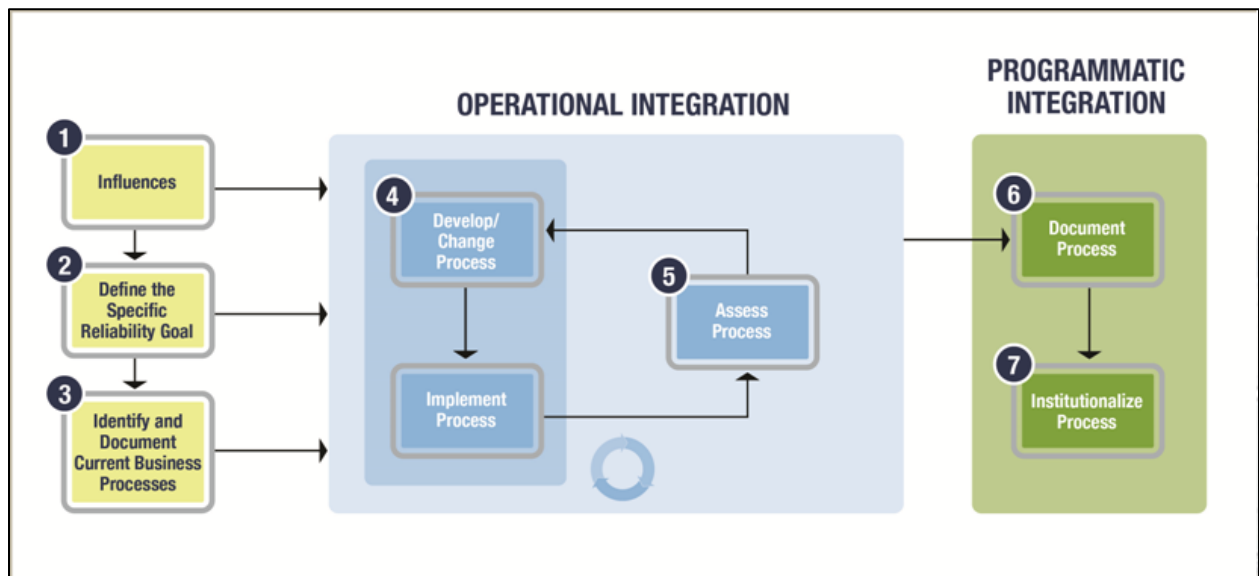 OPERATIONAL INTEGRATION
PROGRAMMATIC
INTEGRATION
1
Influences
2
Define the
Specific
Reliability Goal
3
Identify and
Document
Current Business
Processes
4
Develop/
Change
Process
Implement
Process
5
Assess
Process
6
Document
Process
7
Institutionalize
Process